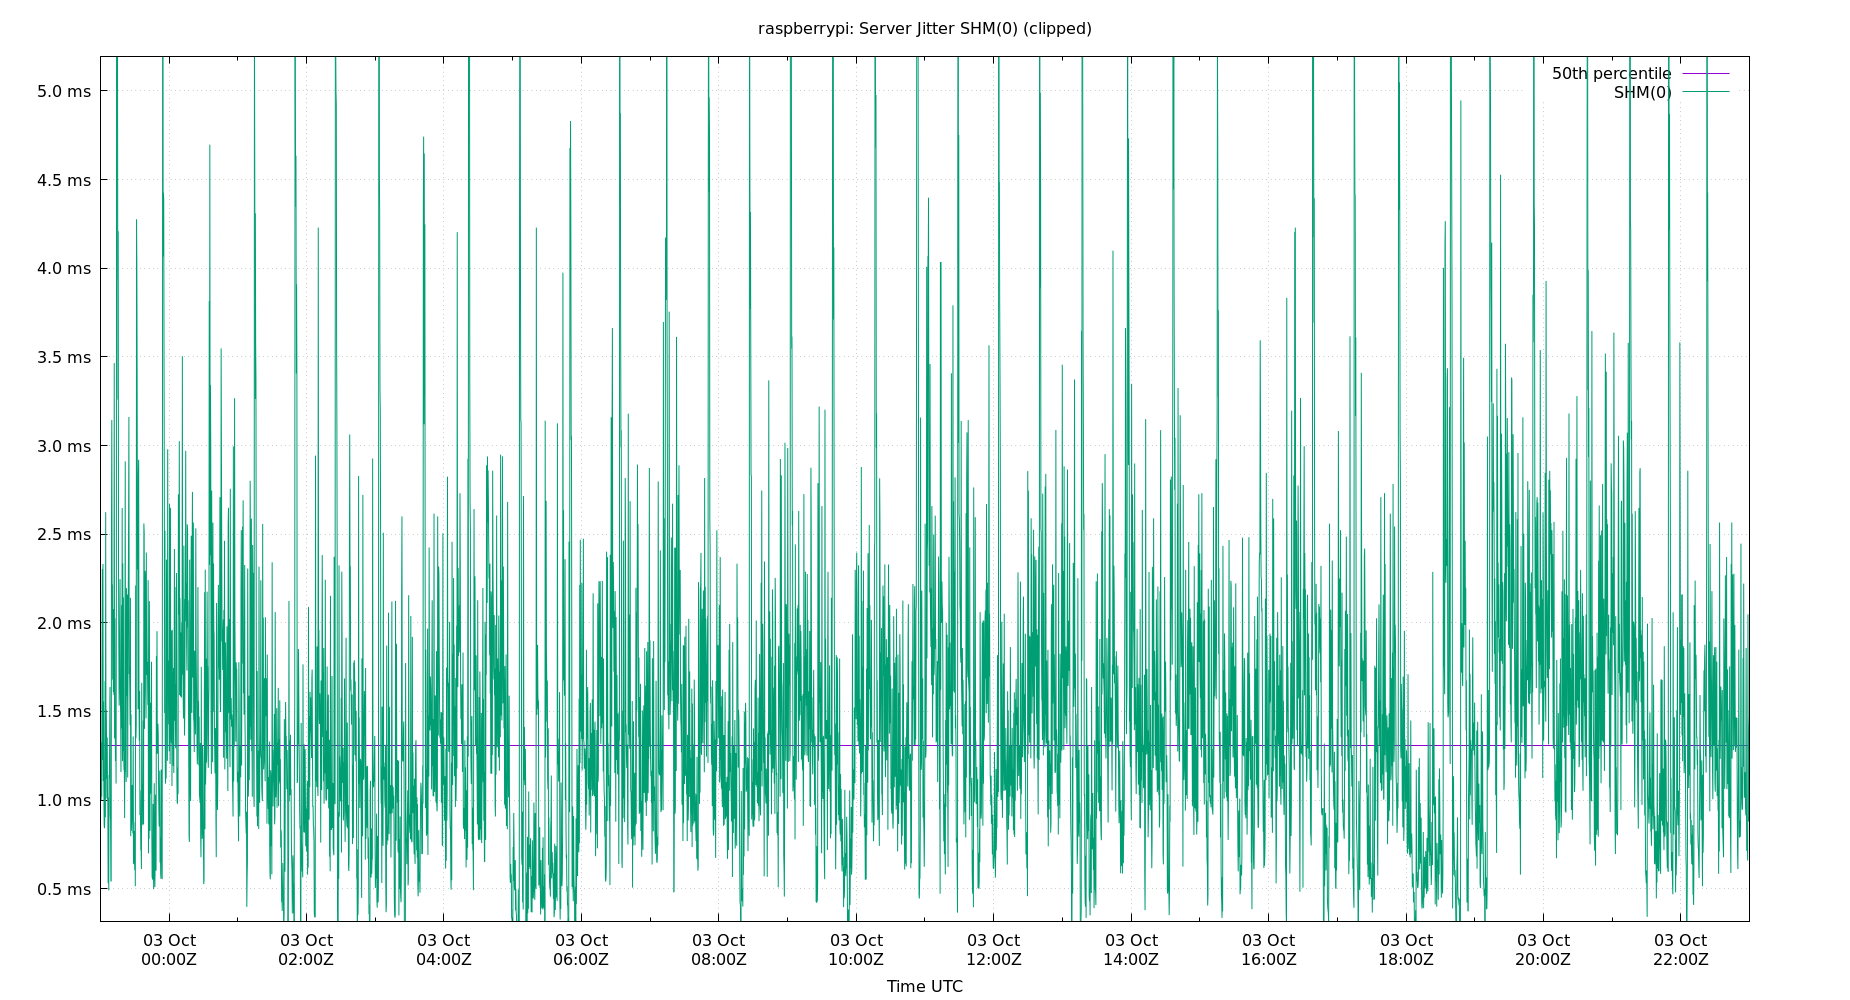 raspberrypi: Server Jitter SHM(0) (clipped)
50th percentile
SHM(0)
5.0 ms
4.5 ms
4.0 ms
3.5 ms
3.0 ms
2.5 ms
2.0 ms
1.5 ms
1.0 ms
0.5 ms
03 Oct 03 Oct 03 Oct 03 Oct 03 Oct 03 Oct 03 Oct 03 Oct 03 Oct 03 Oct 03 Oct 03 Oct
00:00Z 02:00Z 04:00Z 06:00Z 08:00Z 10:00Z 12:00Z 14:00Z 16:00Z 18:00Z 20:00Z 22:00Z
Time UTC